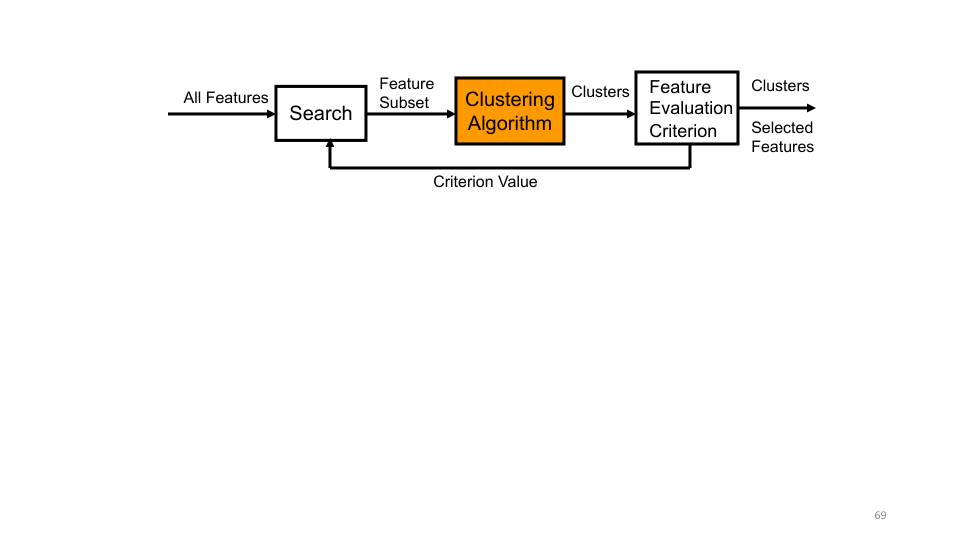 All Features
Search
Feature
Subset
Clustering
Algorithm
Clusters
Feature
Evaluation
Criterion
Clusters
Selected
Features
Criterion Value
69